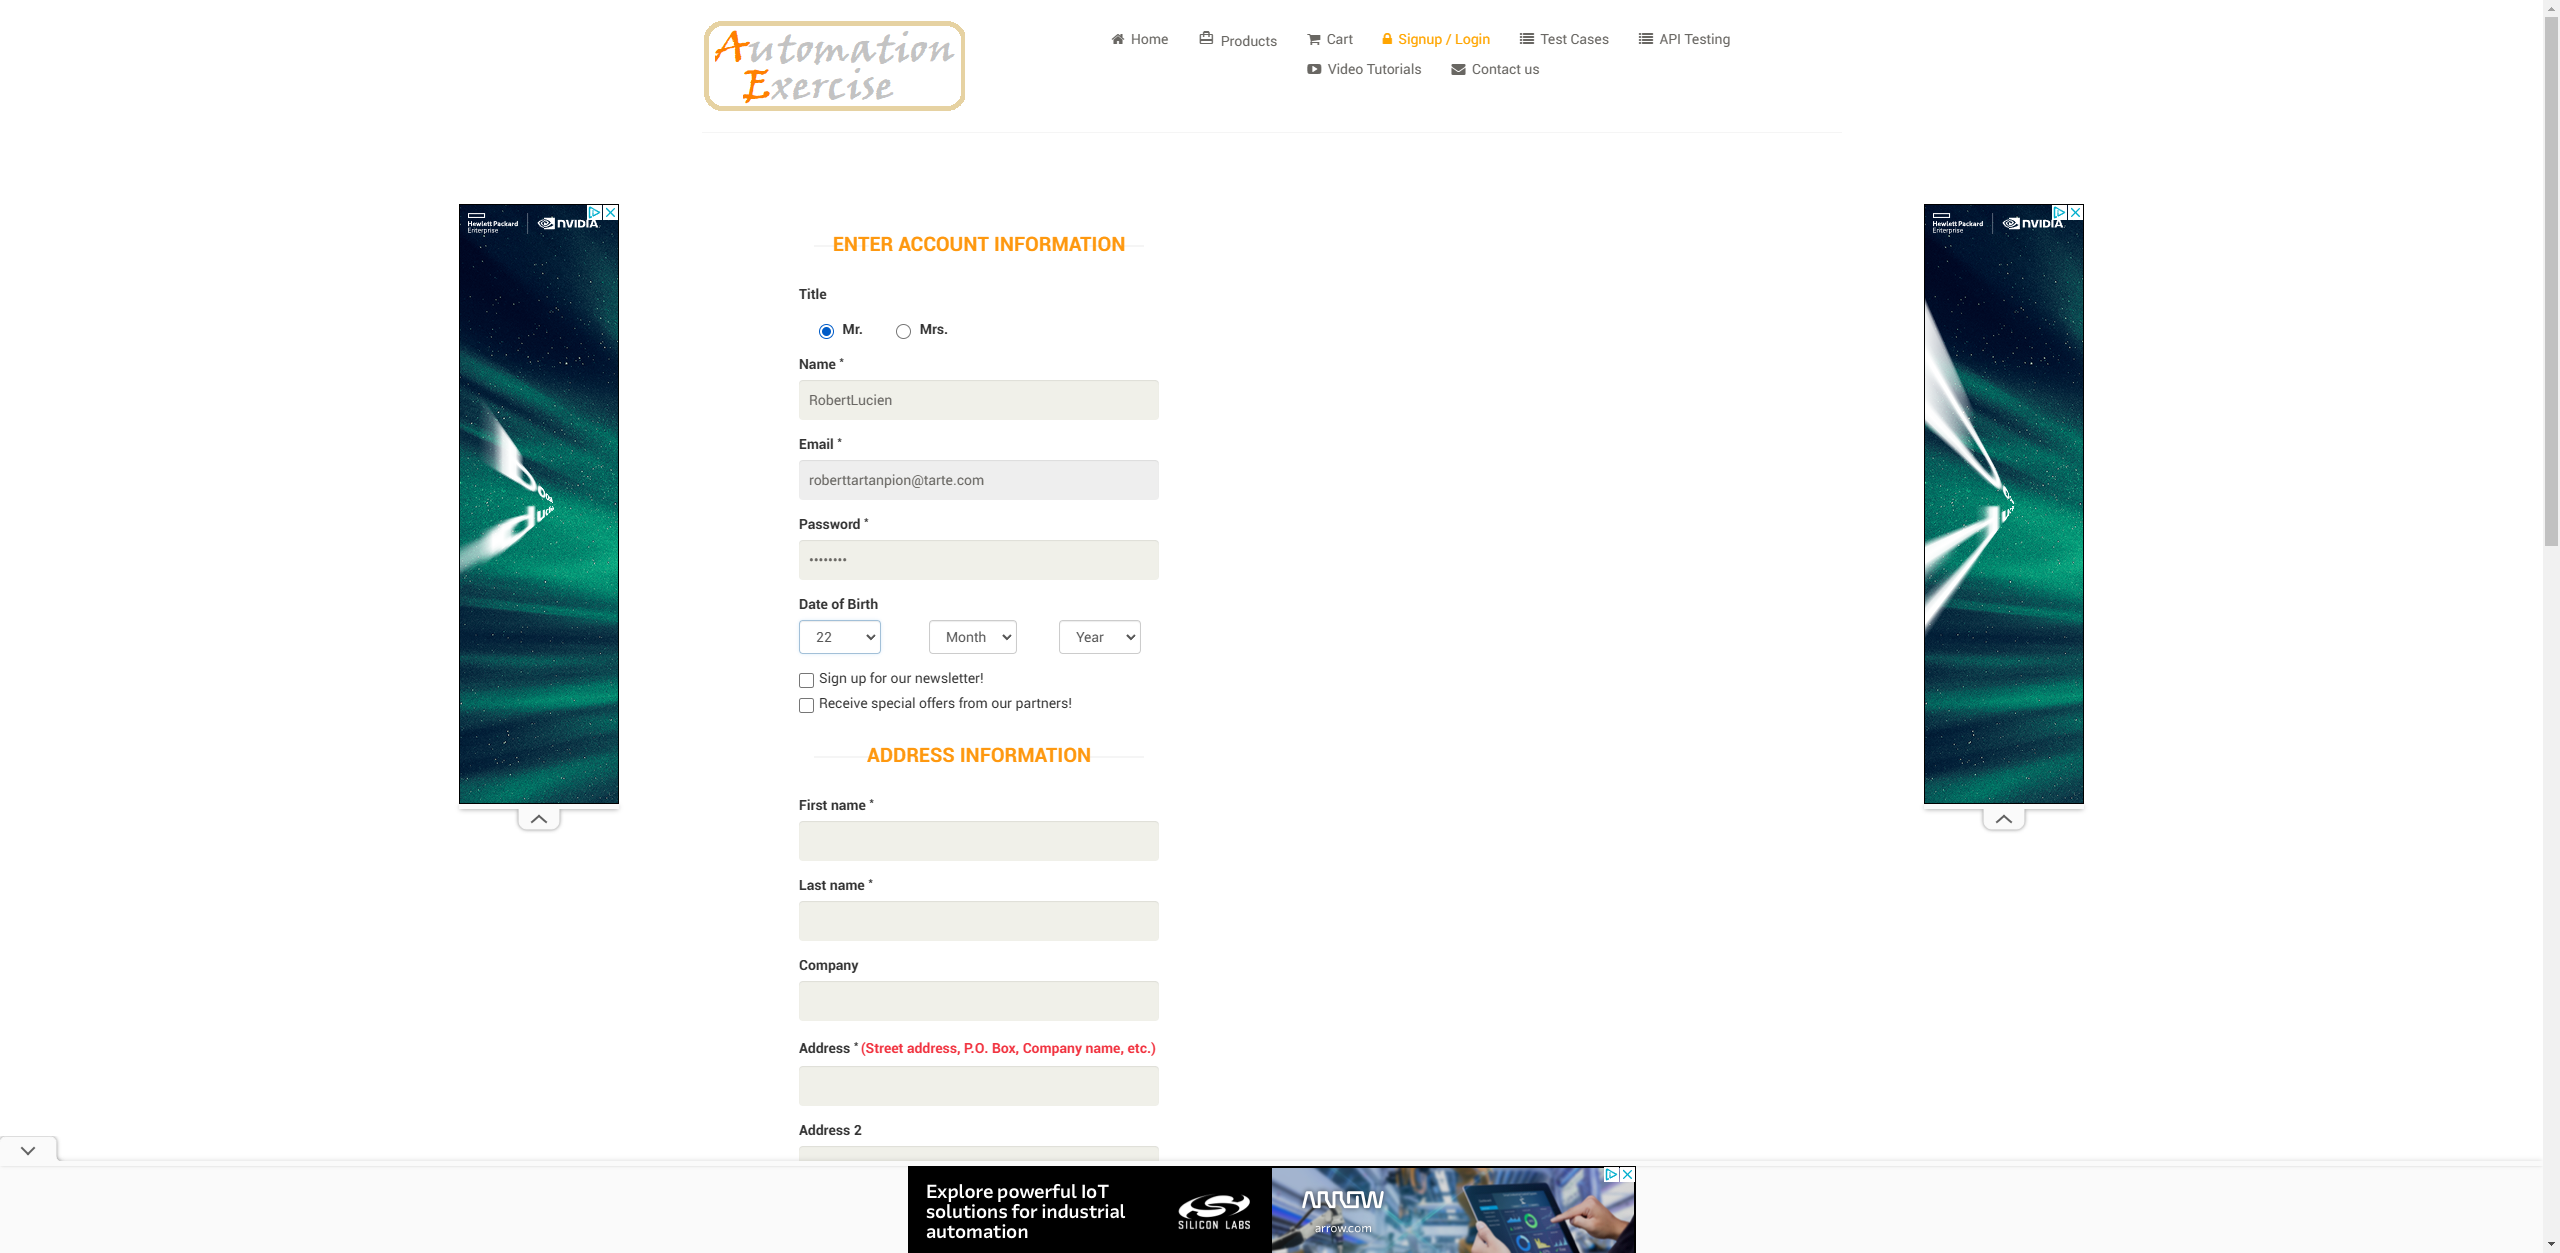 Automation
Exercise
Home
Products
Cart
Signup / Login
Test Cases
API Testing
Video Tutorials
Contact us
Hewlett Packard
Enterprise
NVIDIA
Hewlett Packard
Enterprise
NVIDIA
ENTER ACCOUNT INFORMATION
Title
Mr.
Mrs.
Name *
RobertLucien
Email *
roberttartanpion@tarte.com
Password *
••••••••
Date of Birth
22
Month
Year
Sign up for our newsletter!
Receive special offers from our partners!
ADDRESS INFORMATION
First name *
Last name *
Company
Address * (Street address, P.O. Box, Company name, etc.)
Address 2
Explore powerful IoT
solutions for industrial
automation
SILICON LABS
ARROW
arrow.com